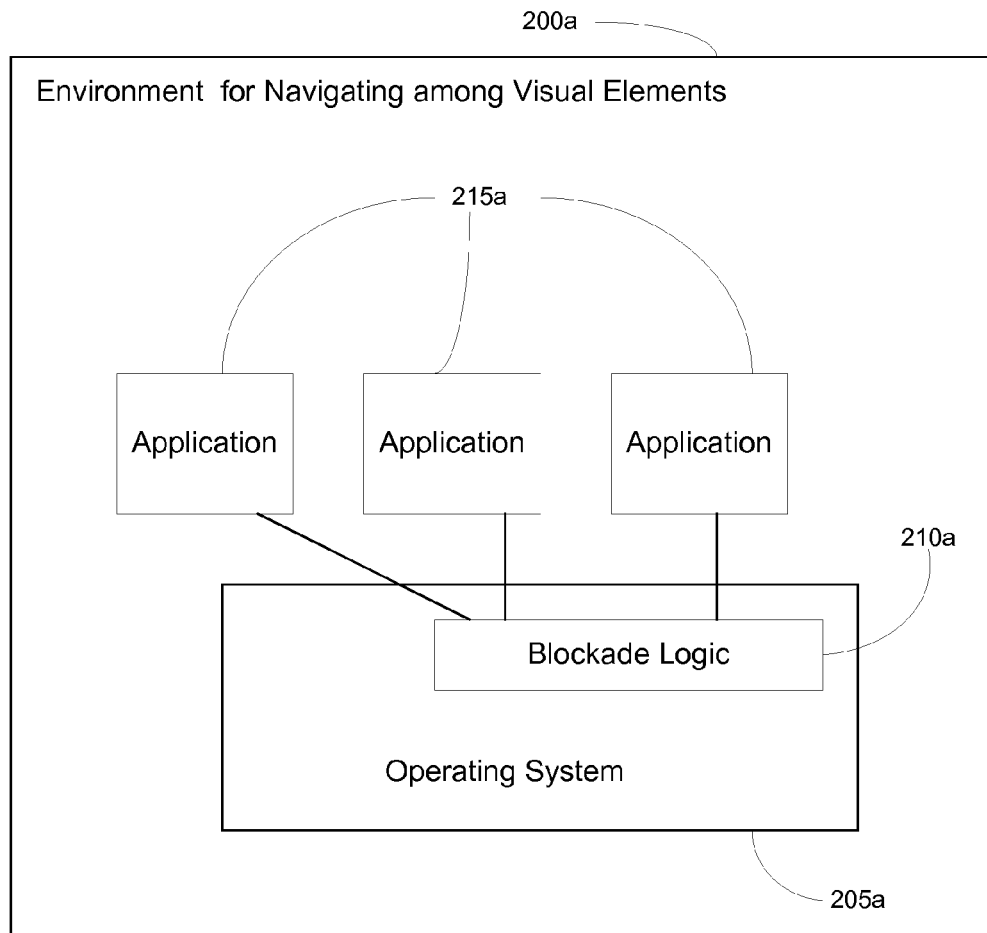 200a
Environment for Navigating among Visual Elements
215a
Application
Application
Application
210a
Blockade Logic
Operating System
205a